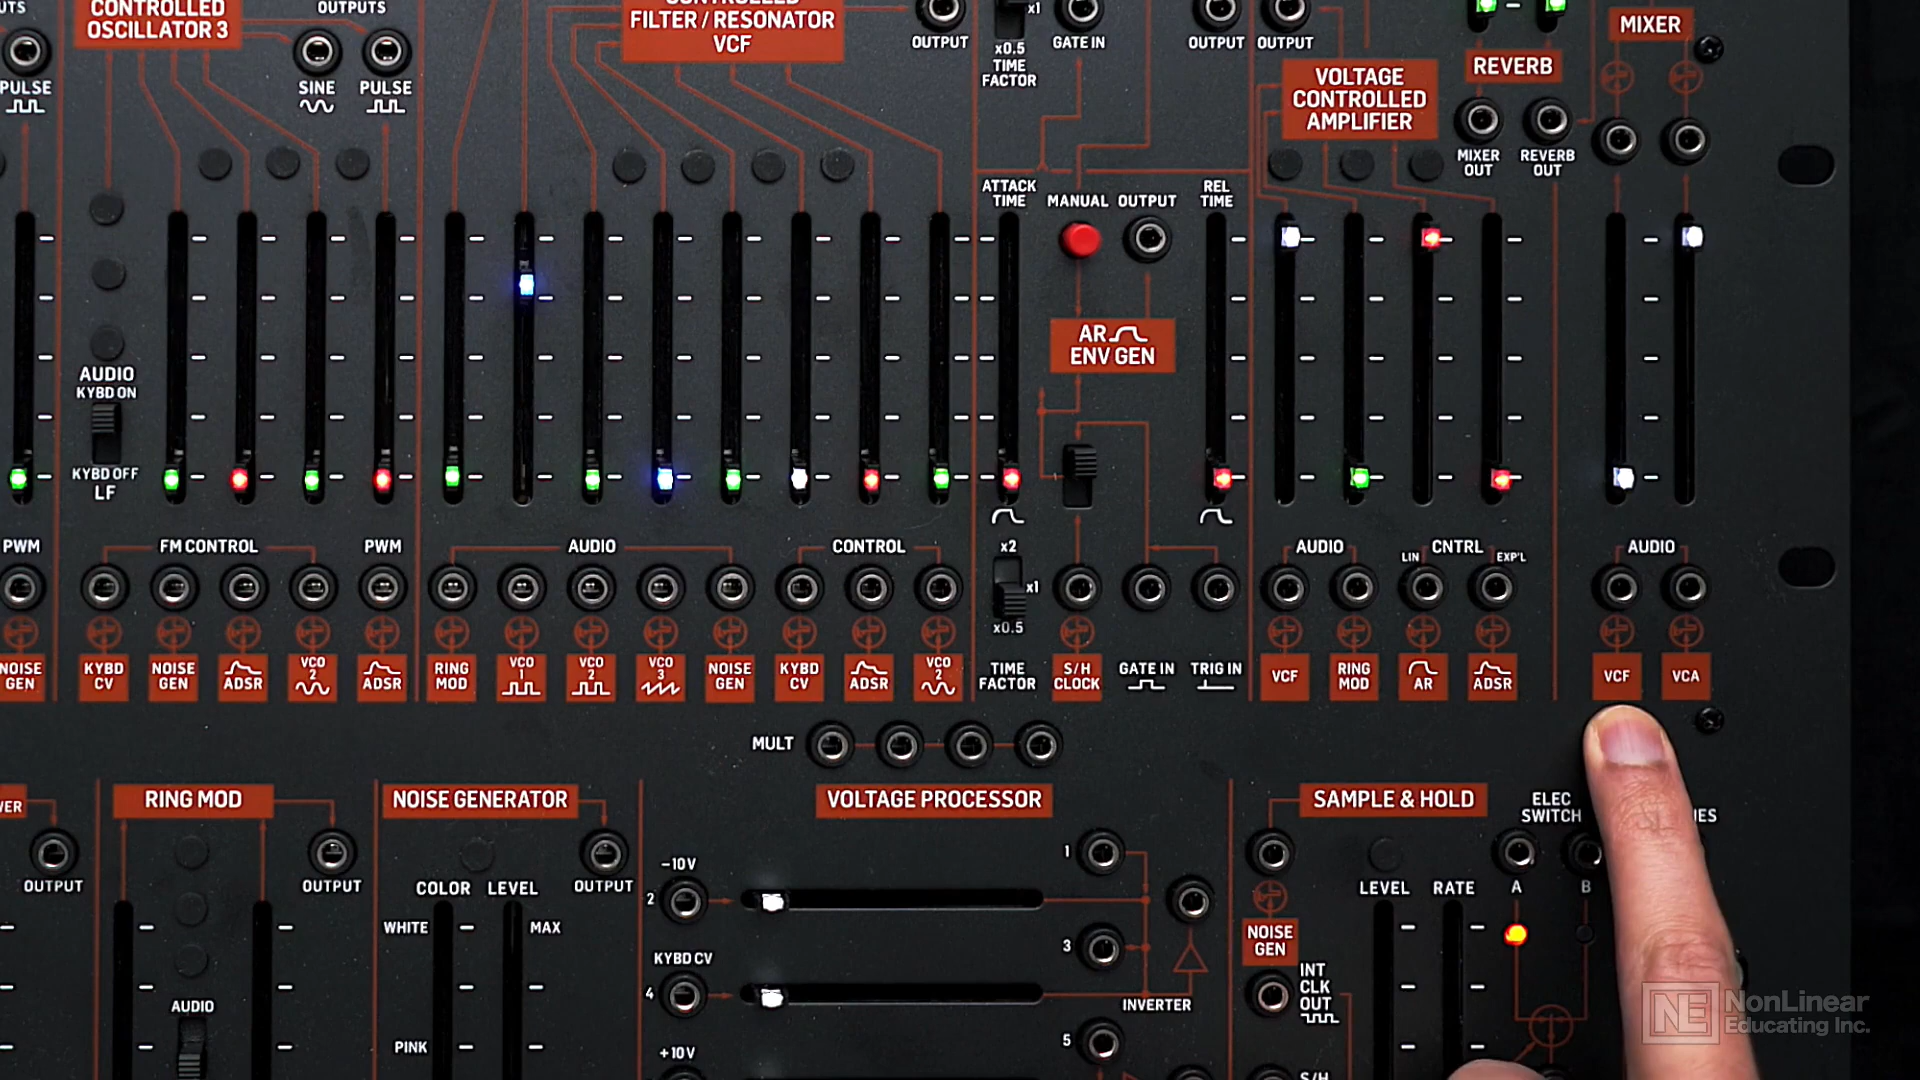 UTS
CONTROLLED
OSCILLATOR 3
OUTPUTS
PULSE
SINE
PULSE
FILTER / RESONATOR
VCF
OUTPUT
x1
x0.5
TIME
FACTOR
GATE IN
OUTPUT
OUTPUT
VOLTAGE
CONTROLLED
AMPLIFIER
REVERB
MIXER
MIXER
OUT
REVERB
OUT
ATTACK
TIME
MANUAL
OUTPUT
REL
TIME
AR
ENV GEN
AUDIO
KYBD ON
KYBD OFF
LF
PWM
FM CONTROL
PWM
AUDIO
CONTROL
x2
x1
x0.5
AUDIO
LIN
CNTRL
EXP'L
AUDIO
NOISE
GEN
KYBD
CV
NOISE
GEN
ADSR
VCO
2
ADSR
RING
MOD
VCO
1
VCO
2
VCO
3
NOISE
GEN
KYBD
CV
ADSR
VCO
2
TIME
FACTOR
S/H
CLOCK
GATE IN
TRIG IN
VCF
RING
MOD
AR
ADSR
VCF
VCA
MULT
WER
RING MOD
NOISE GENERATOR
VOLTAGE PROCESSOR
SAMPLE & HOLD
ELEC
SWITCH
UES
OUTPUT
OUTPUT
COLOR
LEVEL
OUTPUT
WHITE
MAX
PINK
AUDIO
-10V
2
1
KYBD CV
3
4
INVERTER
+10V
5
LEVEL
RATE
A
B
NOISE
GEN
INT
CLK
OUT
S/H
NE NonLinear
Educating Inc.